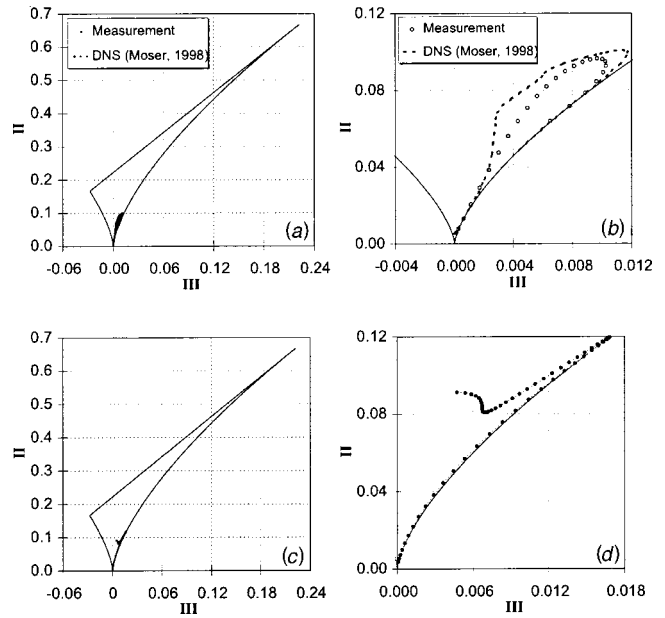 0.7
0.6
0.5
0.4
0.3
0.2
0.1
0.0
II
Measurement
DNS (Moser, 1998)
(a)
-0.06 0.00 0.06 0.12 0.18 0.24
III
0.12
0.08
0.04
0.00
II
Measurement
DNS (Moser, 1998)
(b)
-0.004 0.000 0.004 0.008 0.012
III
0.7
0.6
0.5
0.4
0.3
0.2
0.1
0.0
II
(c)
-0.06 0 0.06 0.12 0.18 0.24
III
0.12
0.08
0.04
0.00
II
(d)
0.000 0.006 0.012 0.018
III